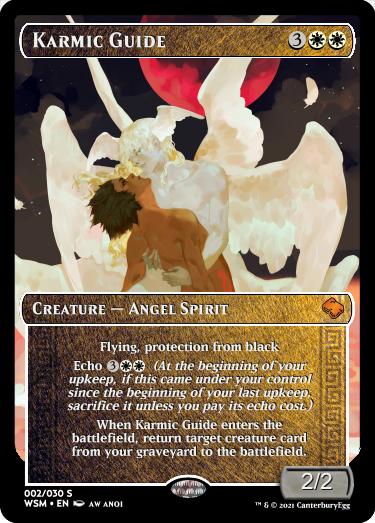 Karmic Guide 3
Creature — Angel Spirit
Flying, protection from black
Echo 3 (At the beginning of your
upkeep, if this came under your control
since the beginning of your last upkeep,
sacrifice it unless you pay its echo cost.)
When Karmic Guide enters the
battlefield, return target creature card
from your graveyard to the battlefield.
2/2
002/030 S
WSM • EN AW ANOI
™ & © 2021 CanterburyEgg